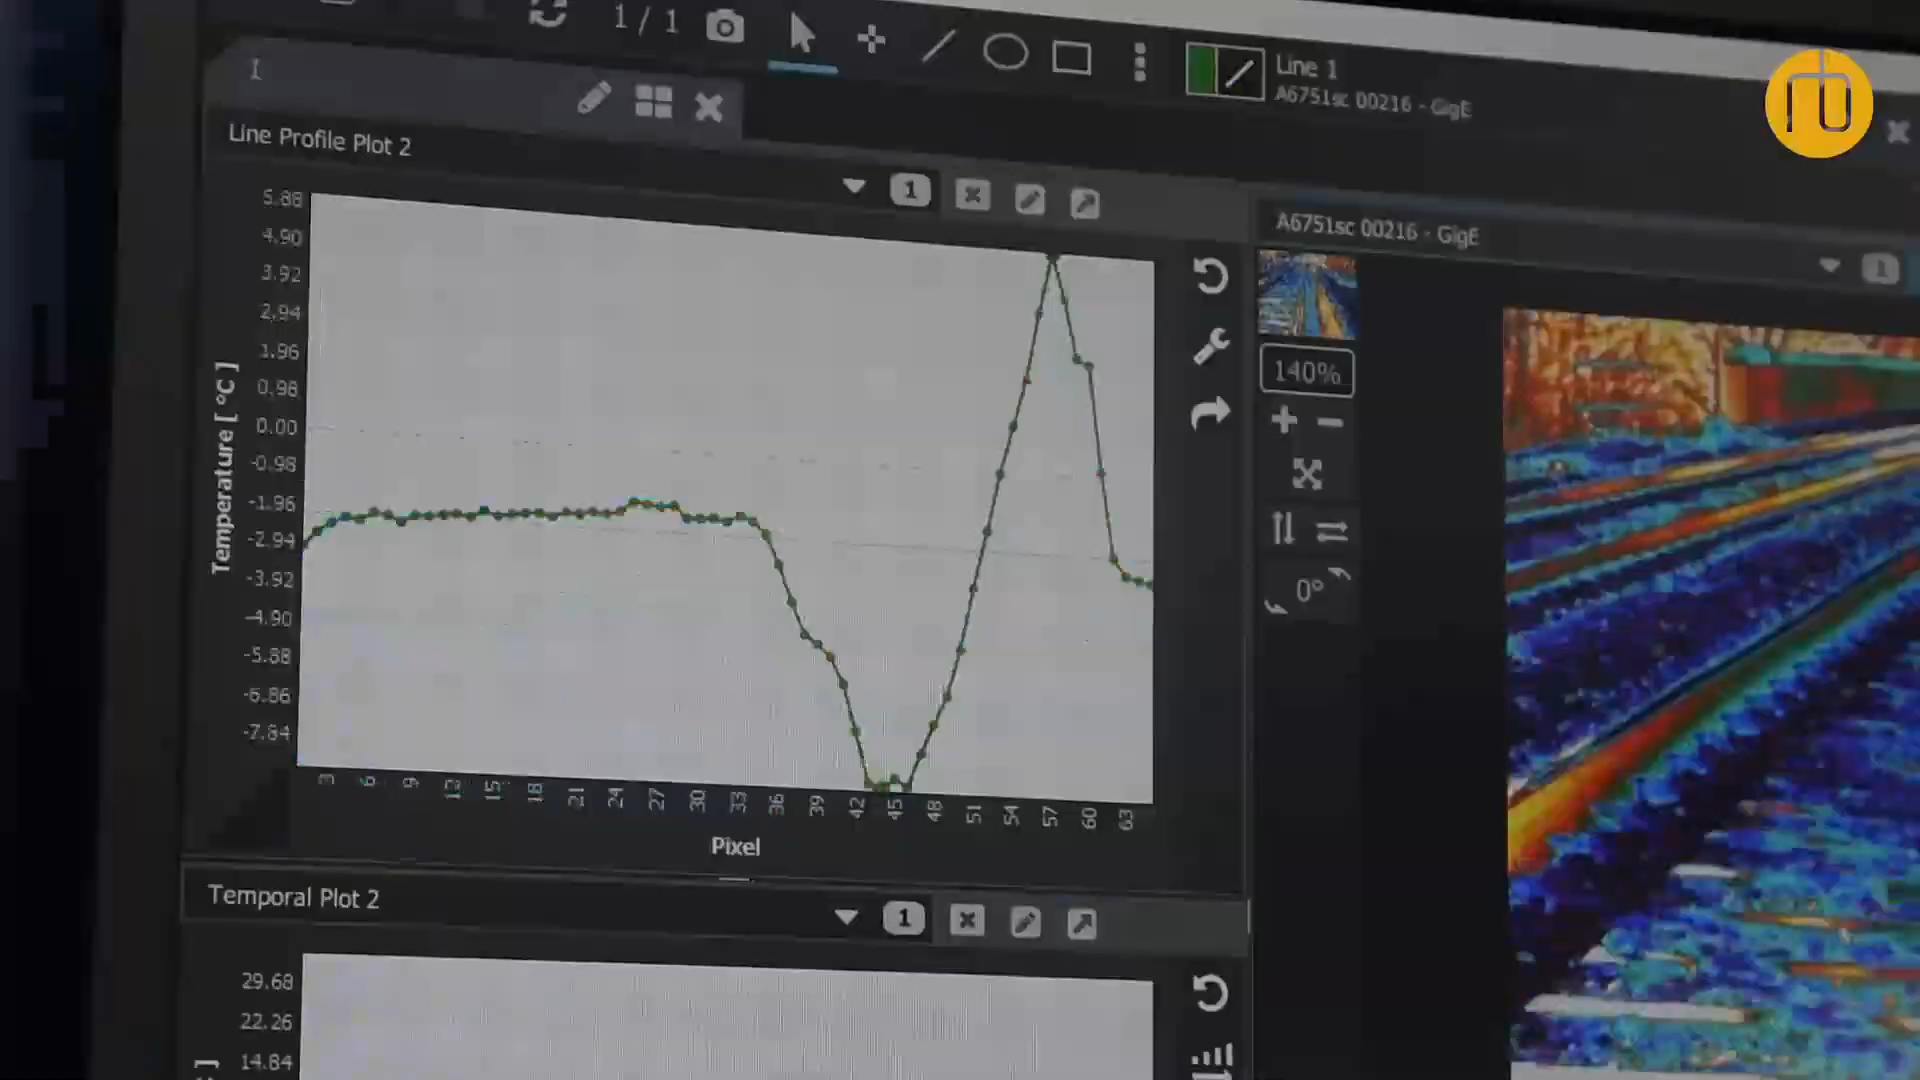 1 / 1
Line 1
A6751sc 00216 - GigE
1
Line Profile Plot 2
1
A6751sc 00216 - GigE
1
5.88
4.90
3.92
2.94
1.96
0.98
0.00
-0.98
-1.96
-2.94
-3.92
-4.90
-5.88
-6.86
-7.84
Temperature [ °C ]
140%
0°
3 6 9 12 15 18 21 24 27 30 33 36 39 42 45 48 51 54 57 60 63
Pixel
Temporal Plot 2
1
29.68
22.26
14.84